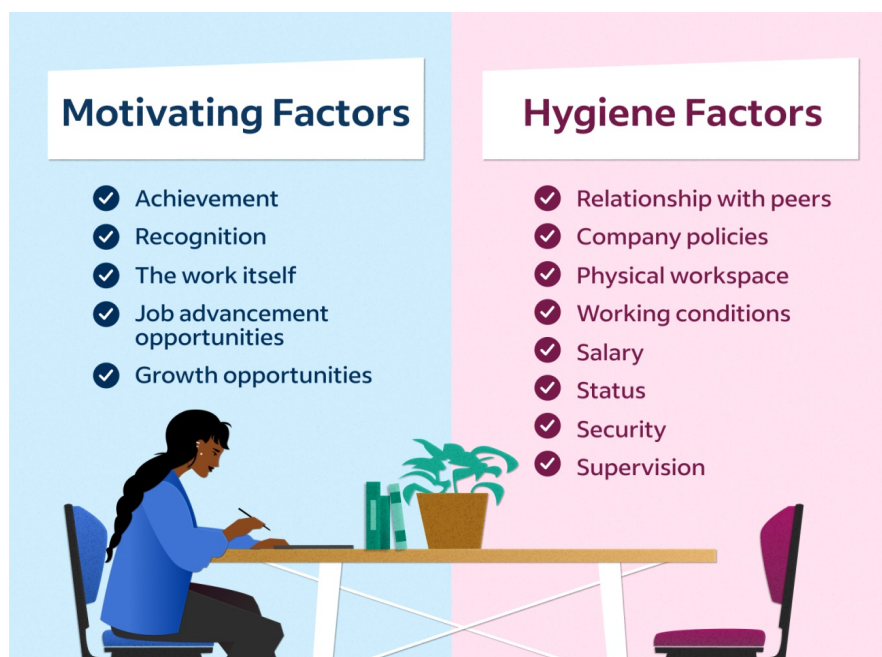 Motivating Factors
Achievement
Recognition
The work itself
Job advancement
opportunities
Growth opportunities
Hygiene Factors
Relationship with peers
Company policies
Physical workspace
Working conditions
Salary
Status
Security
Supervision